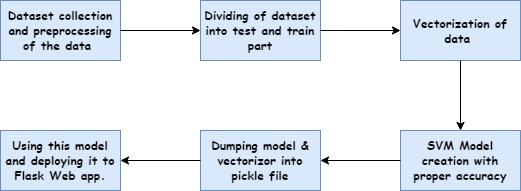 Dataset collection
and preprocessing
of the data
Dividing of dataset
into test and train
part
Vectorization of
data
SVM Model
creation with
proper accuracy
Dumping model &
vectorizor into
pickle file
Using this model
and deploying it to
Flask Web app.